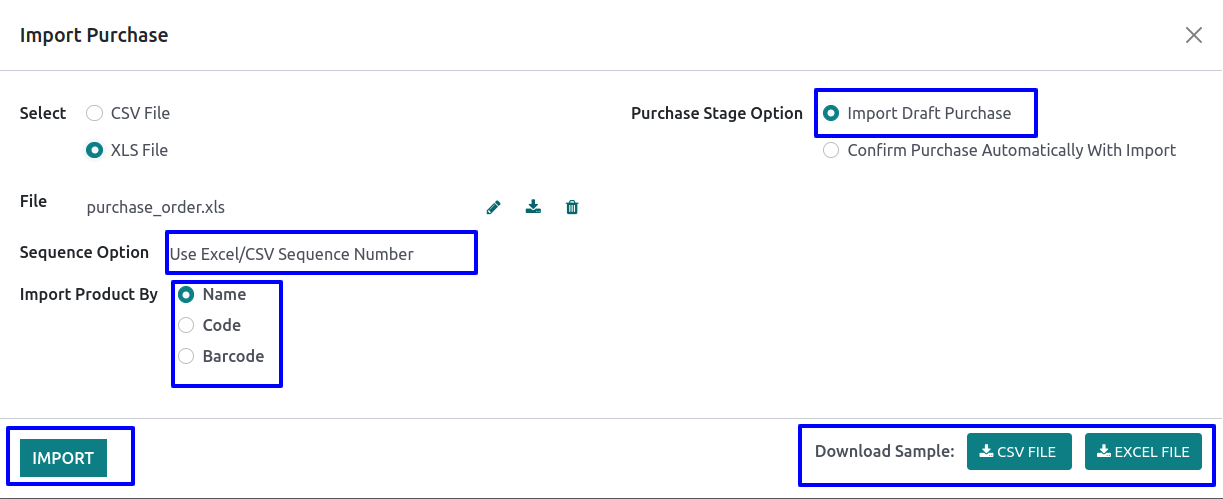 Import Purchase
Select CSV File
XLS File
Purchase Stage Option Import Draft Purchase
Confirm Purchase Automatically With Import
File purchase_order.xls
Sequence Option Use Excel/CSV Sequence Number
Import Product By Name
Code
Barcode
IMPORT
Download Sample: CSV FILE EXCEL FILE